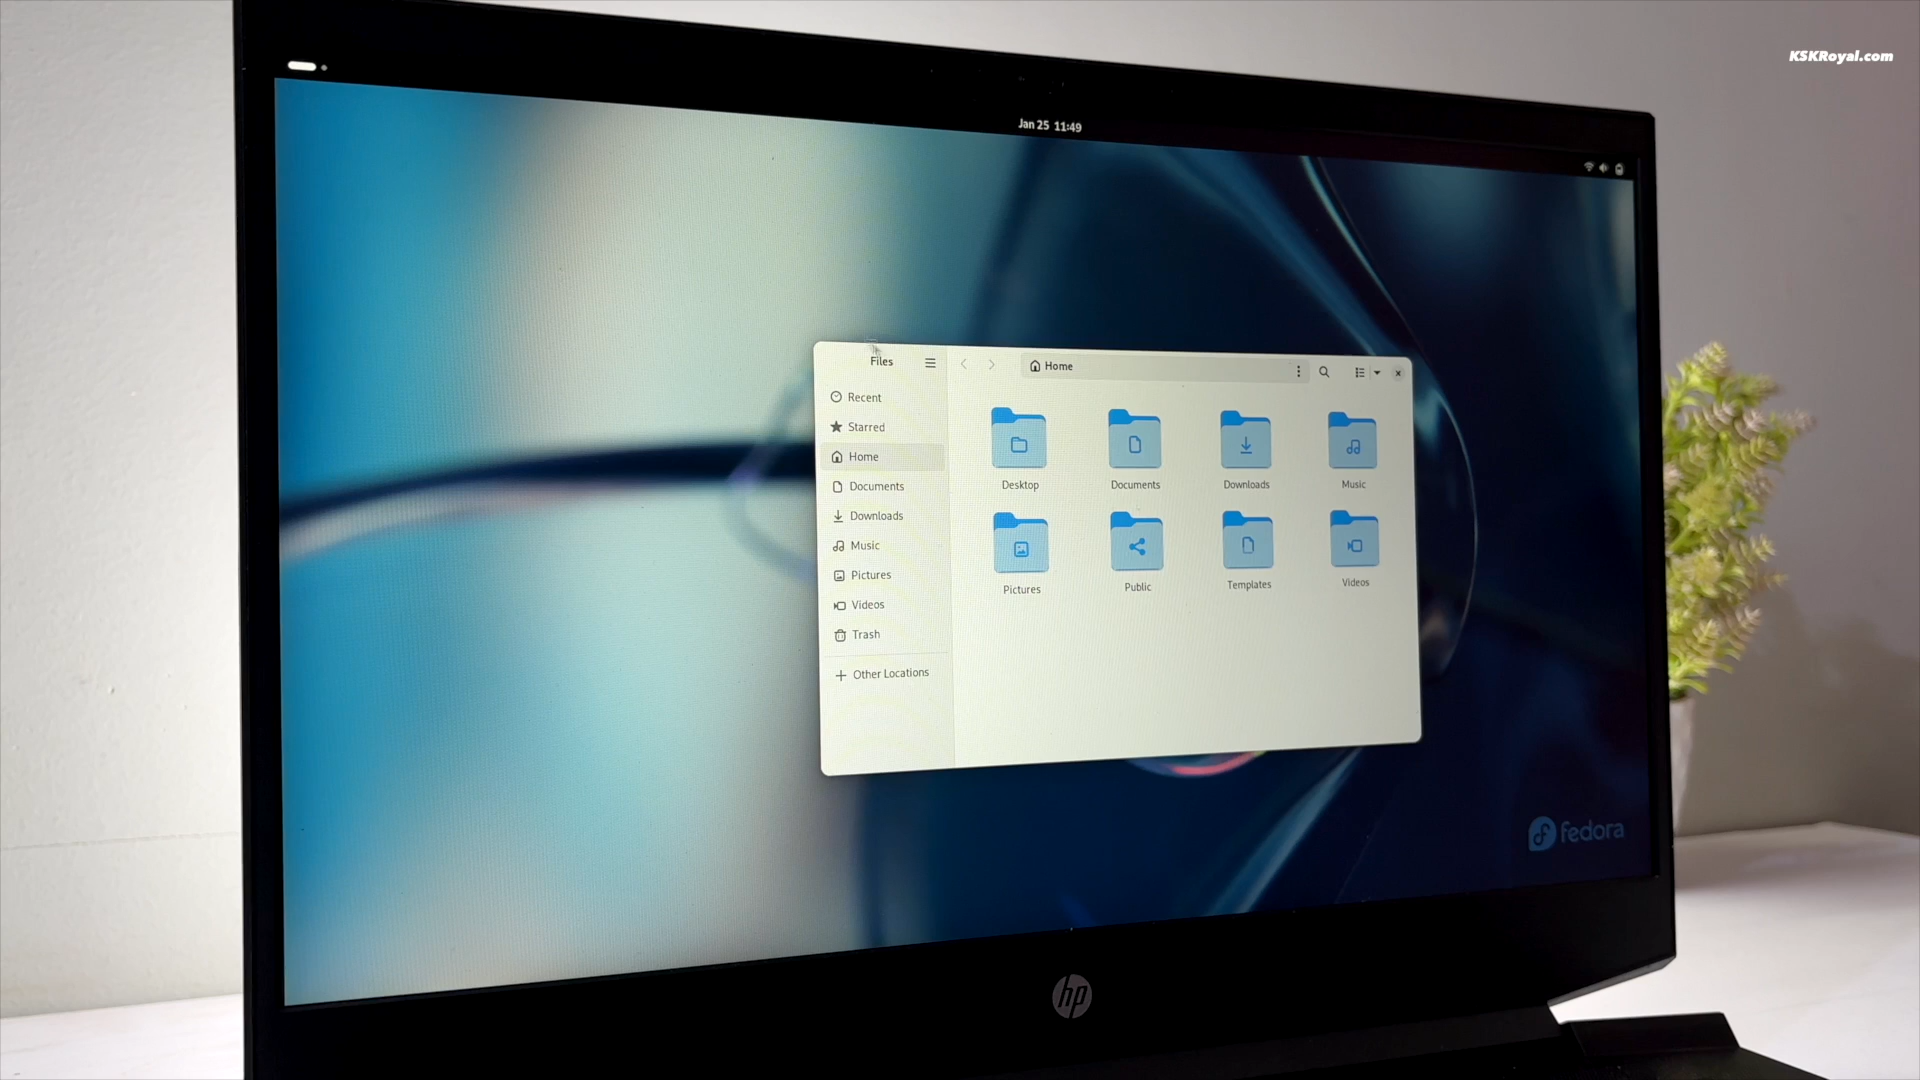 KSKRoyal.com
Jan 25 11:49
Files
Home
Recent
Starred
Home
Documents
Downloads
Music
Pictures
Videos
Trash
Other Locations
Desktop
Documents
Downloads
Music
Pictures
Public
Templates
Videos
fedora
hp